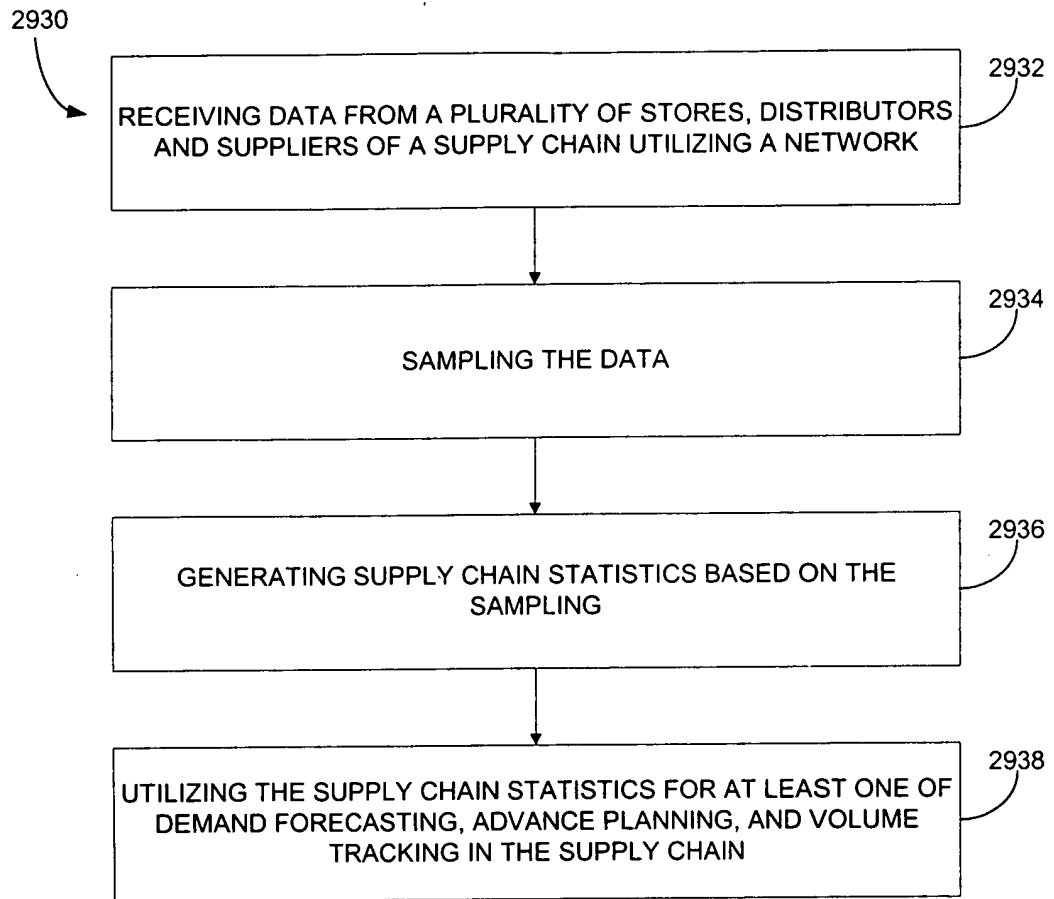 2930
2932
RECEIVING DATA FROM A PLURALITY OF STORES, DISTRIBUTORS
AND SUPPLIERS OF A SUPPLY CHAIN UTILIZING A NETWORK
2934
SAMPLING THE DATA
2936
GENERATING SUPPLY CHAIN STATISTICS BASED ON THE
SAMPLING
2938
UTILIZING THE SUPPLY CHAIN STATISTICS FOR AT LEAST ONE OF
DEMAND FORECASTING, ADVANCE PLANNING, AND VOLUME
TRACKING IN THE SUPPLY CHAIN